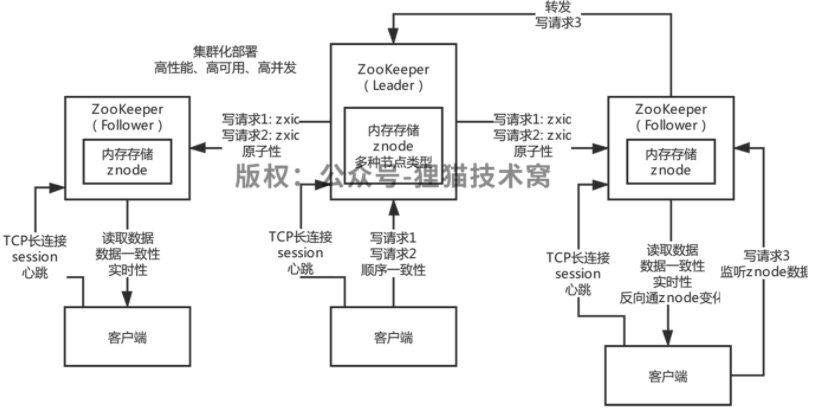 转发
写请求3
集群化部署
高性能、高可用、高并发
ZooKeeper
（Leader）
内存存储
znode
多种节点类型
ZooKeeper
（Follower）
内存存储
znode
写请求1: zxic
写请求2: zxic
原子性
写请求1: zxic
写请求2: zxic
原子性
ZooKeeper
（Follower）
内存存储
znode
版权：公众号-狸猫技术窝
TCP长连接
session
心跳
读取数据
数据一致性
实时性
TCP长连接
session
心跳
写请求1
写请求2
顺序一致性
TCP长连接
session
心跳
读取数据
数据一致性
实时性
反向通znode变化
写请求3
监听znode数据
客户端
客户端
客户端